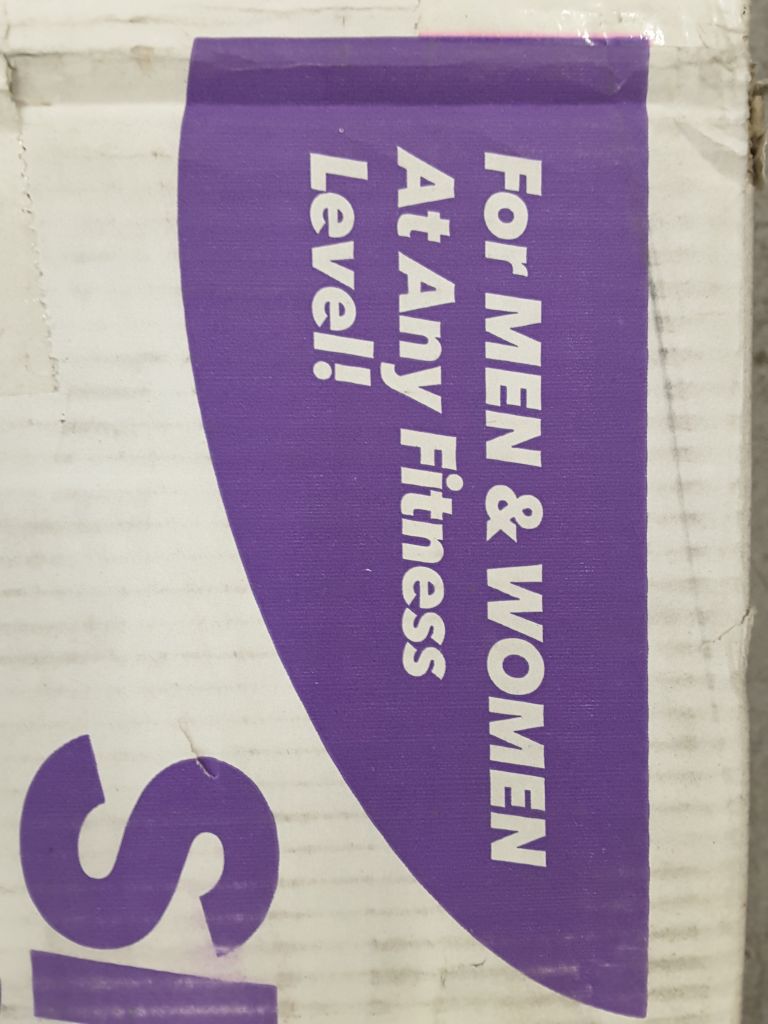 For MEN & WOMEN
At Any Fitness
Level!
S